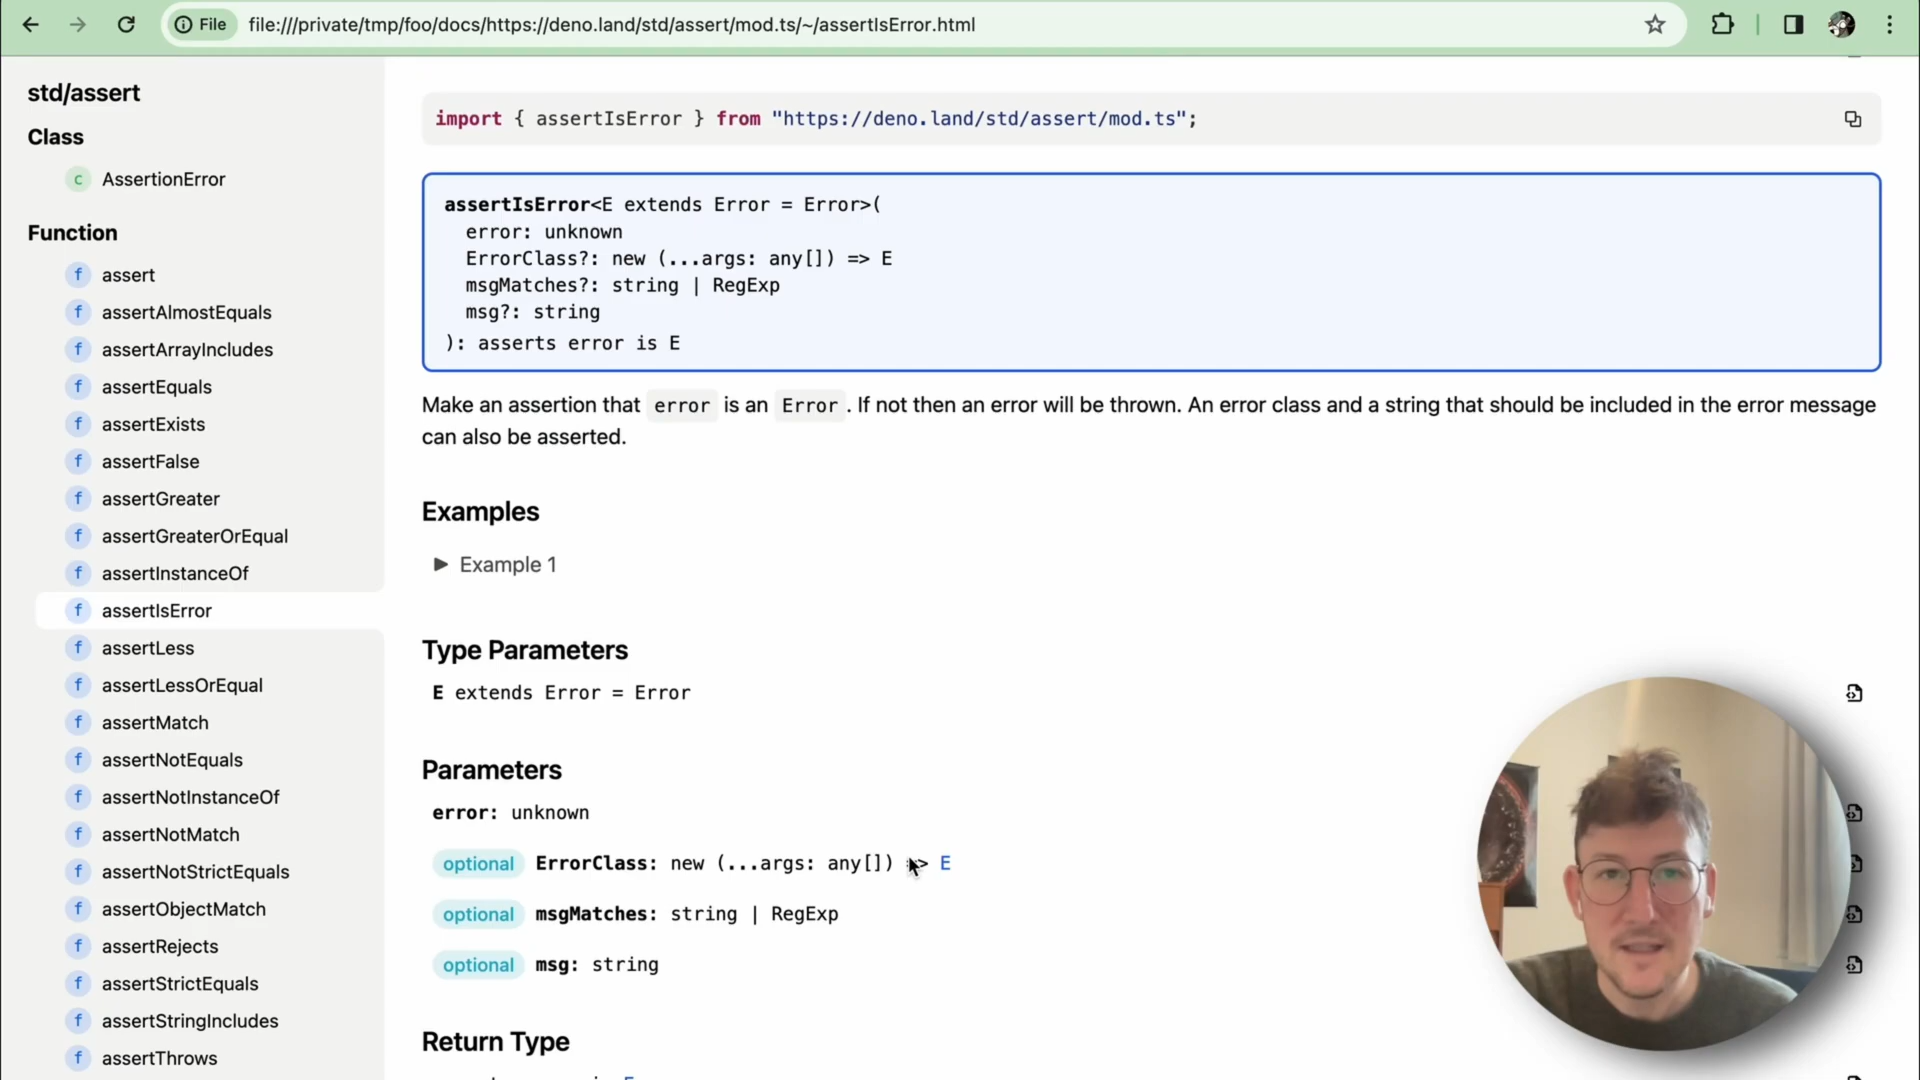 File file:///private/tmp/foo/docs/https://deno.land/std/assert/mod.ts/~/assertIsError.html
std/assert
Class
c AssertionError
Function
f assert
f assertAlmostEquals
f assertArrayIncludes
f assertEquals
f assertExists
f assertFalse
f assertGreater
f assertGreaterOrEqual
f assertInstanceOf
f assertIsError
f assertLess
f assertLessOrEqual
f assertMatch
f assertNotEquals
f assertNotInstanceOf
f assertNotMatch
f assertNotStrictEquals
f assertObjectMatch
f assertRejects
f assertStrictEquals
f assertStringIncludes
f assertThrows
import { assertIsError } from "https://deno.land/std/assert/mod.ts";
assertIsError<E extends Error = Error>(
error: unknown
ErrorClass?: new (...args: any[]) => E
msgMatches?: string | RegExp
msg?: string
): asserts error is E
Make an assertion that error is an Error. If not then an error will be thrown. An error class and a string that should be included in the error message
can also be asserted.
Examples
Example 1
Type Parameters
E extends Error = Error
Parameters
error: unknown
optional ErrorClass: new (...args: any[]) => E
optional msgMatches: string | RegExp
optional msg: string
Return Type